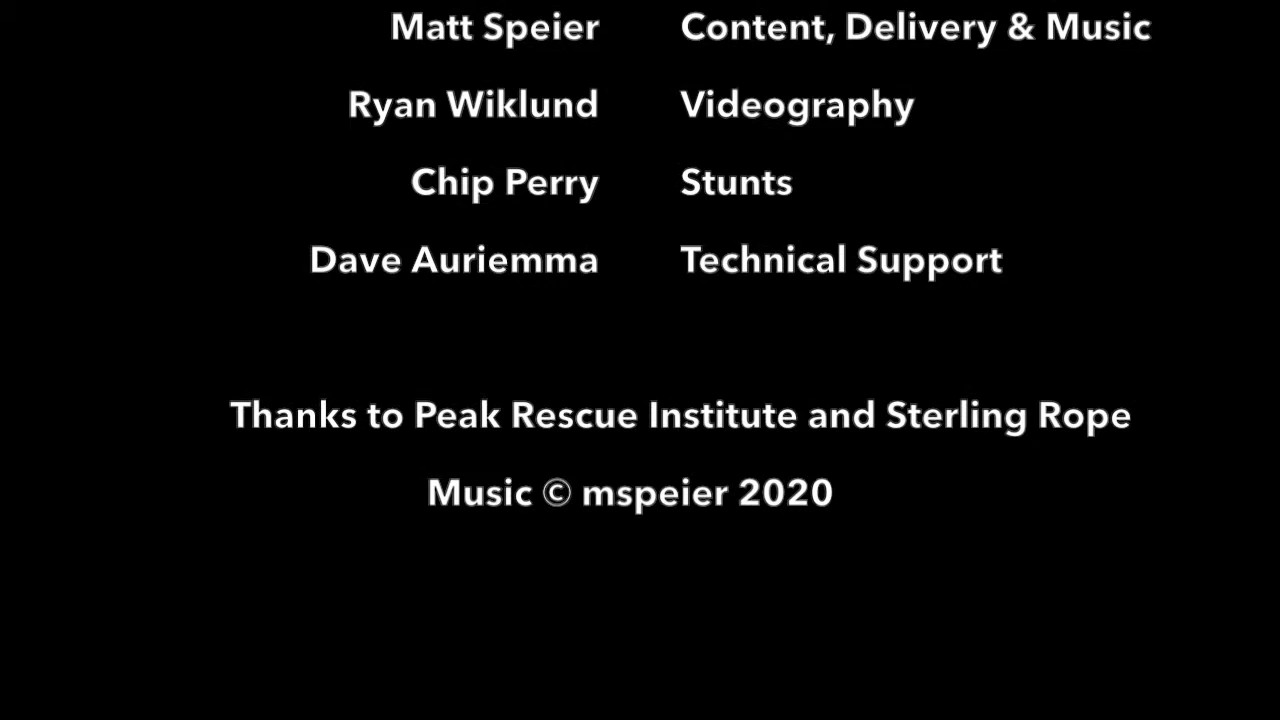 Matt Speier Content, Delivery & Music
Ryan Wiklund Videography
Chip Perry Stunts
Dave Auriemma Technical Support
Thanks to Peak Rescue Institute and Sterling Rope
Music © mspeier 2020